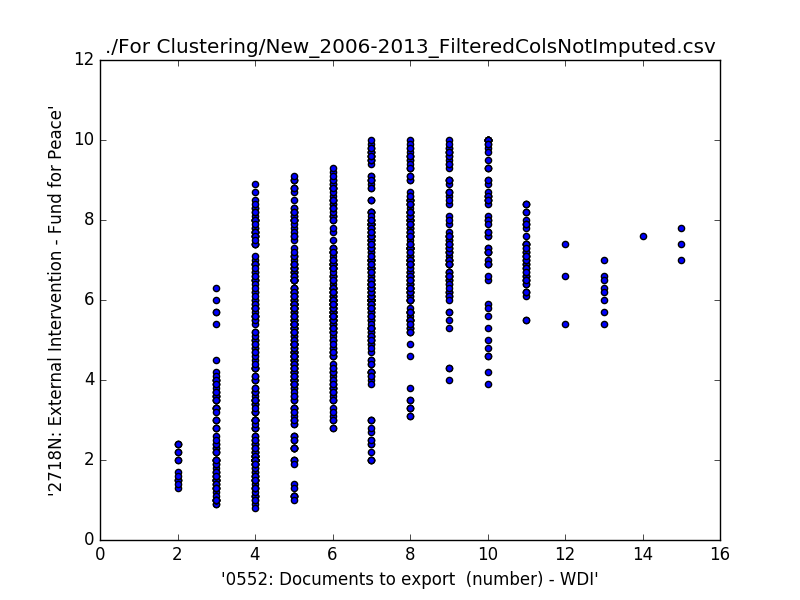 ./For Clustering/New_2006-2013_FilteredColsNotImputed.csv
12
10
8
6
4
2
0
'2718N: External Intervention - Fund for Peace'
0 2 4 6 8 10 12 14 16
'0552: Documents to export  (number) - WDI'